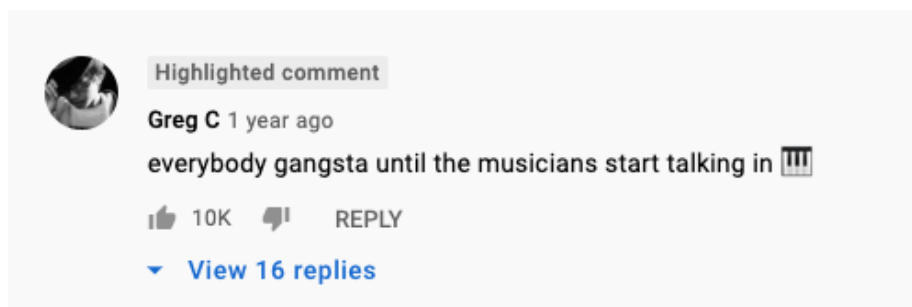 Highlighted comment
Greg C 1 year ago
everybody gangsta until the musicians start talking in 🎹
10K REPLY
View 16 replies